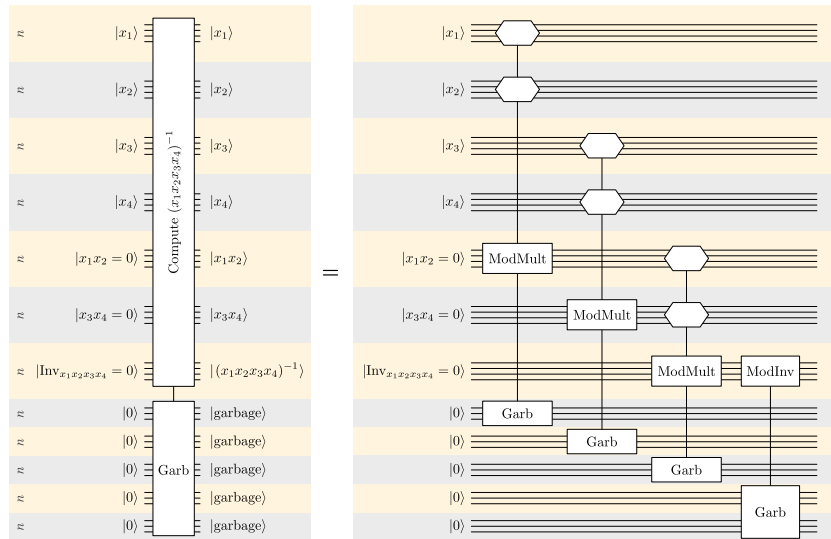 n |x₁⟩ |x₁⟩ |x₁⟩
n |x₂⟩ |x₂⟩ |x₂⟩
Compute (x₁x₂x₃x₄)⁻¹
n |x₃⟩ |x₃⟩ |x₃⟩
n |x₄⟩ |x₄⟩ |x₄⟩
n |x₁x₂ = 0⟩ |x₁x₂⟩ |x₁x₂ = 0⟩ ModMult
=
n |x₃x₄ = 0⟩ |x₃x₄⟩ |x₃x₄ = 0⟩ ModMult
n |Inv_{x₁x₂x₃x₄} = 0⟩ |(x₁x₂x₃x₄)⁻¹⟩ |Inv_{x₁x₂x₃x₄} = 0⟩ ModMult ModInv
n |0⟩ |garbage⟩ |0⟩ Garb
n |0⟩ |garbage⟩ |0⟩ Garb
n |0⟩ Garb |garbage⟩ |0⟩ Garb
n |0⟩ |garbage⟩ |0⟩
Garb
n |0⟩ |garbage⟩ |0⟩